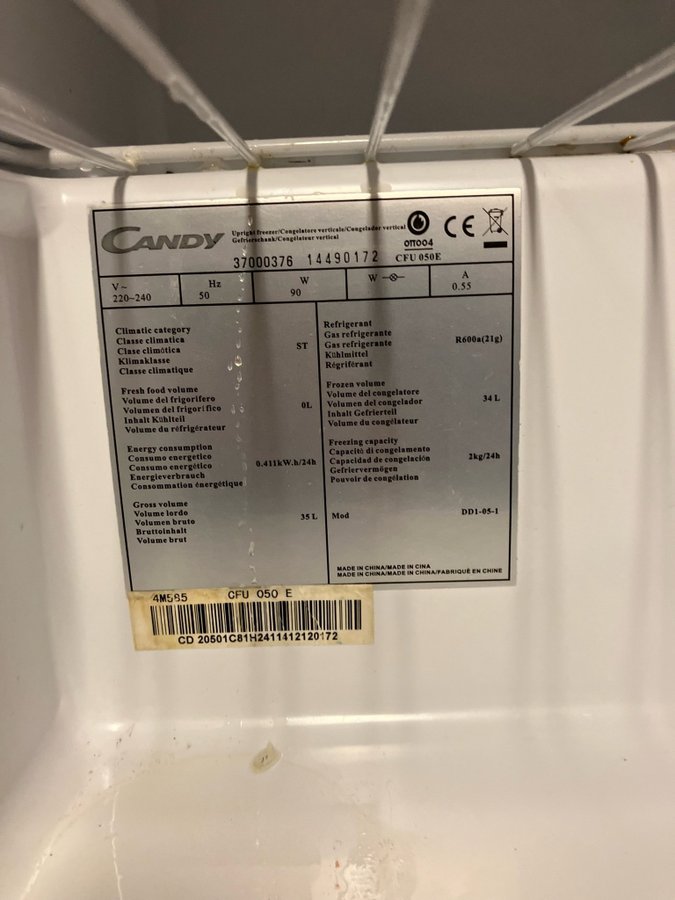 CANDY
Upright freezer/Congelatore verticale/Congelador vertical
Gefrierschank/Congélateur vertical
37000376 14490172 CFU 050E
0ТТ004
CE
V~ 220~240
Hz 50
W 90
W
A 0.55
Climatic category
Classe climatica
Clase climática
Klimaklasse
Classe climatique
ST
Fresh food volume
Volume del frigorifero
Volumen del frigorífico
Inhalt Kühlteil
Volume du réfrigérateur
0L
Energy consumption
Consumo energetico
Consumo energético
Energieverbrauch
Consommation énergétique
0.411kW.h/24h
Gross volume
Volume lordo
Volumen bruto
Bruttoinhalt
Volume brut
35 L
Refrigerant
Gas refrigerante
Gas refrigerante
Kühlmittel
Régriférant
R600a(21g)
Frozen volume
Volume del congelatore
Volumen del congelador
Inhalt Gefrierteil
Volume du congélateur
34 L
Freezing capacity
Capacità di congelamento
Capacidad de congelación
Gefriervermögen
Pouvoir de congélation
2kg/24h
Mod
DD1-05-1
MADE IN CHINA/MADE IN CINA
MADE IN CHINA/MADE IN CHINA/FABRIQUÉ EN CHINE
4M585 CFU 050 E
CD 20501C81H2411412120172